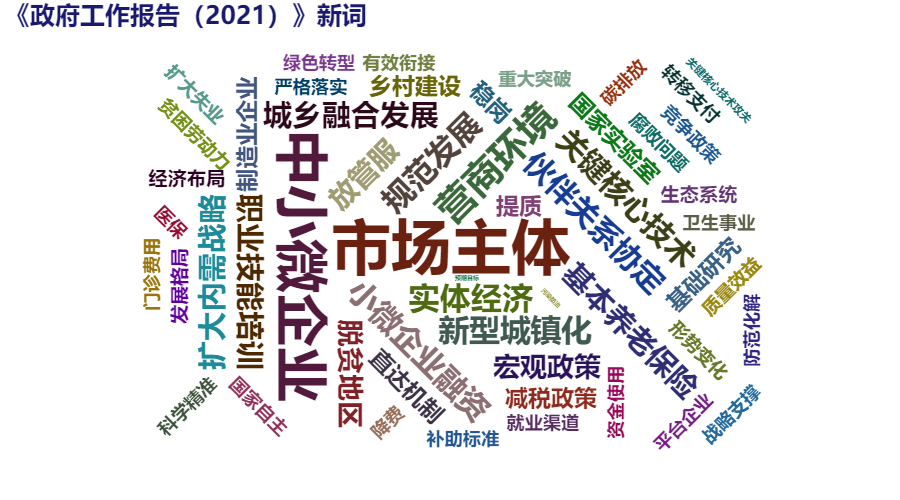 《政府工作报告（2021）》新词
绿色转型
有效衔接
扩大失业
严格落实
乡村建设
稳岗
重大突破
碳排放
转移支付
关键核心技术攻关
贫困劳动力
制造业企业
城乡融合发展
国家实验室
腐败问题
竞争政策
放管服
规范发展
营商环境
关键核心技术
经济布局
中小微企业
伙伴关系协定
生态系统
提质
卫生事业
医保
扩大内需战略
职业技能培训
市场主体
基础研究
质量效益
门诊费用
发展格局
预期目标
实体经济
基本养老保险
小微企业融资
新型城镇化
形势变化
防范化解
脱贫地区
直达机制
宏观政策
科学精准
国家自主
降费
减税政策
资金使用
平台企业
战略支撑
就业渠道
补助标准